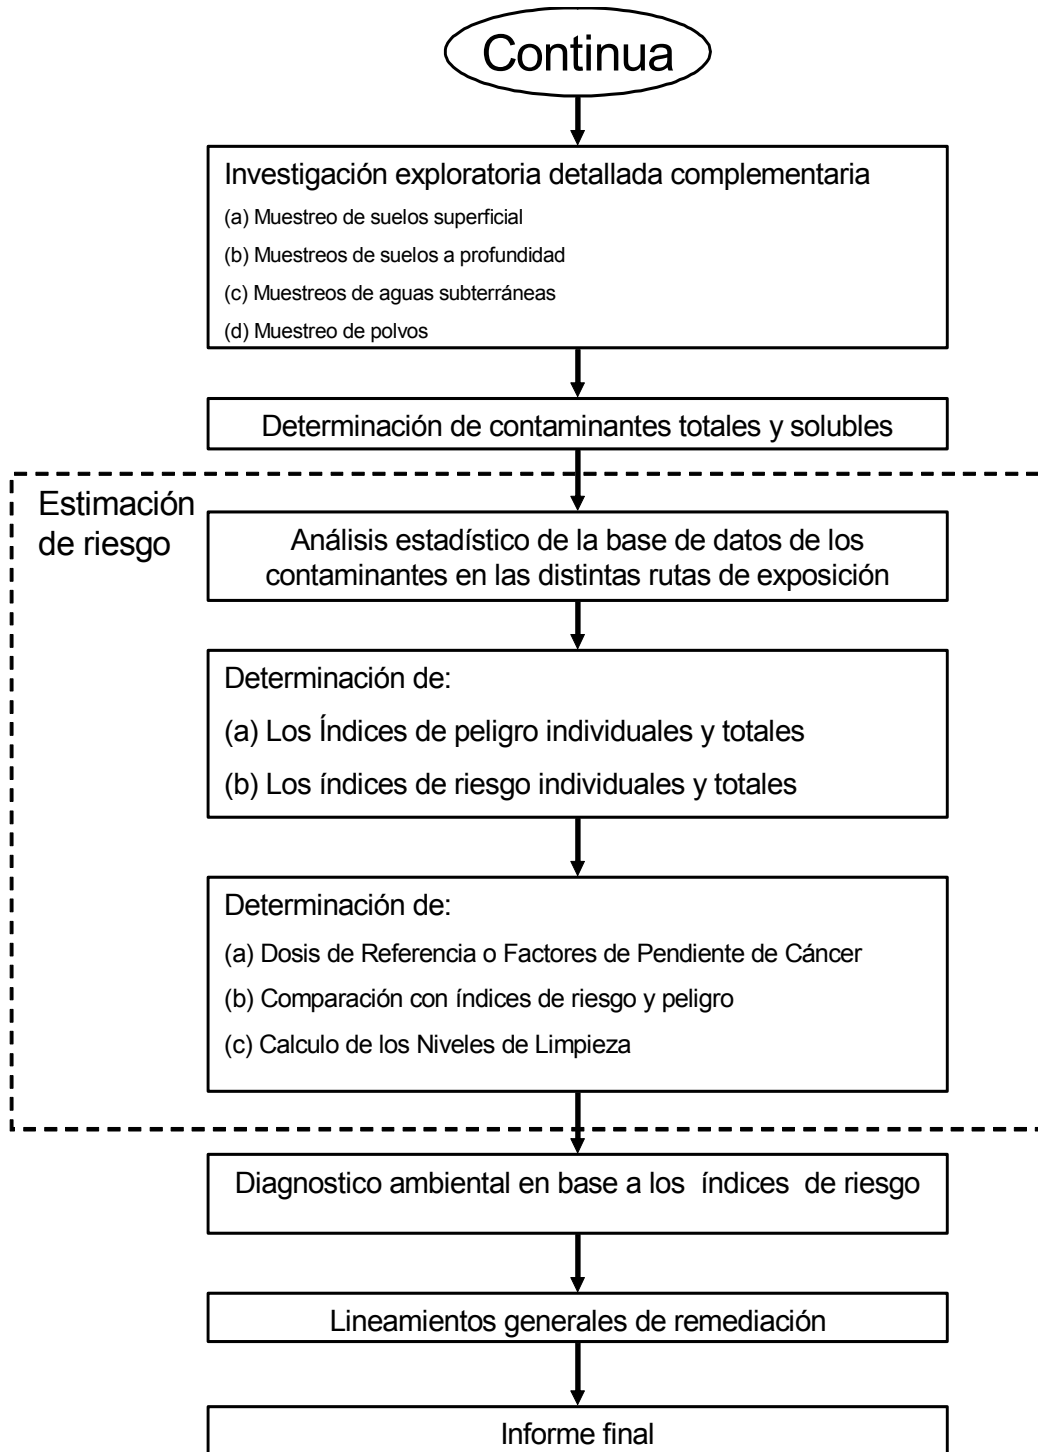 Continua
Investigación exploratoria detallada complementaria
(a) Muestreo de suelos superficial
(b) Muestreos de suelos a profundidad
(c) Muestreos de aguas subterráneas
(d) Muestreo de polvos
Determinación de contaminantes totales y solubles
Estimación
de riesgo
Análisis estadístico de la base de datos de los
contaminantes en las distintas rutas de exposición
Determinación de:
(a) Los Índices de peligro individuales y totales
(b) Los índices de riesgo individuales y totales
Determinación de:
(a) Dosis de Referencia o Factores de Pendiente de Cáncer
(b) Comparación con índices de riesgo y peligro
(c) Calculo de los Niveles de Limpieza
Diagnostico ambiental en base a los índices de riesgo
Lineamientos generales de remediación
Informe final